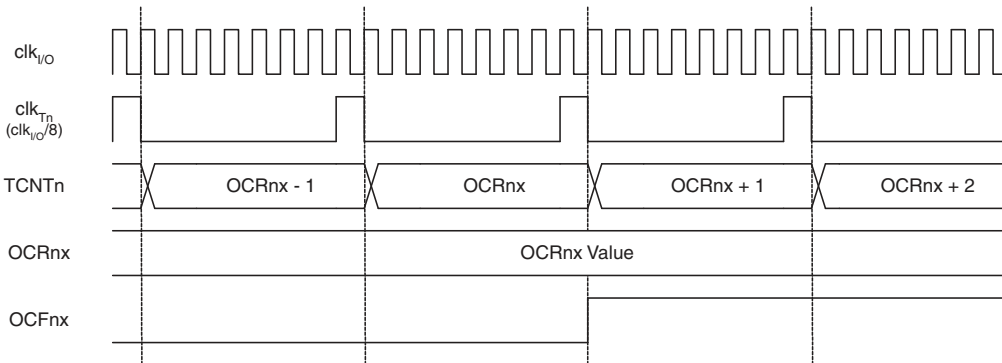 clkI/O
clkTn
(clkI/O/8)
TCNTn
OCRnx - 1
OCRnx
OCRnx + 1
OCRnx + 2
OCRnx
OCRnx Value
OCFnx